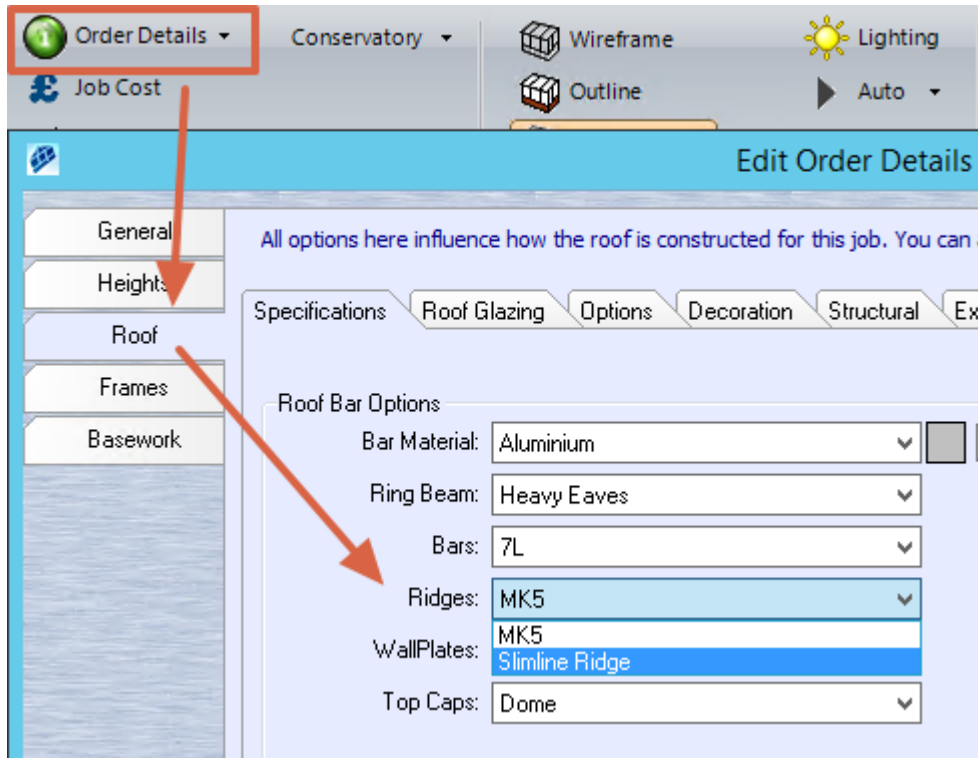 Order Details Conservatory Wireframe Lighting
Job Cost Outline Auto
Edit Order Details
General
Heights
Roof
Frames
Basework
All options here influence how the roof is constructed for this job. You can
Specifications Roof Glazing Options Decoration Structural Ex
Roof Bar Options
Bar Material: Aluminium
Ring Beam: Heavy Eaves
Bars: 7L
Ridges: MK5
MK5
Slimline Ridge
WallPlates:
Top Caps: Dome